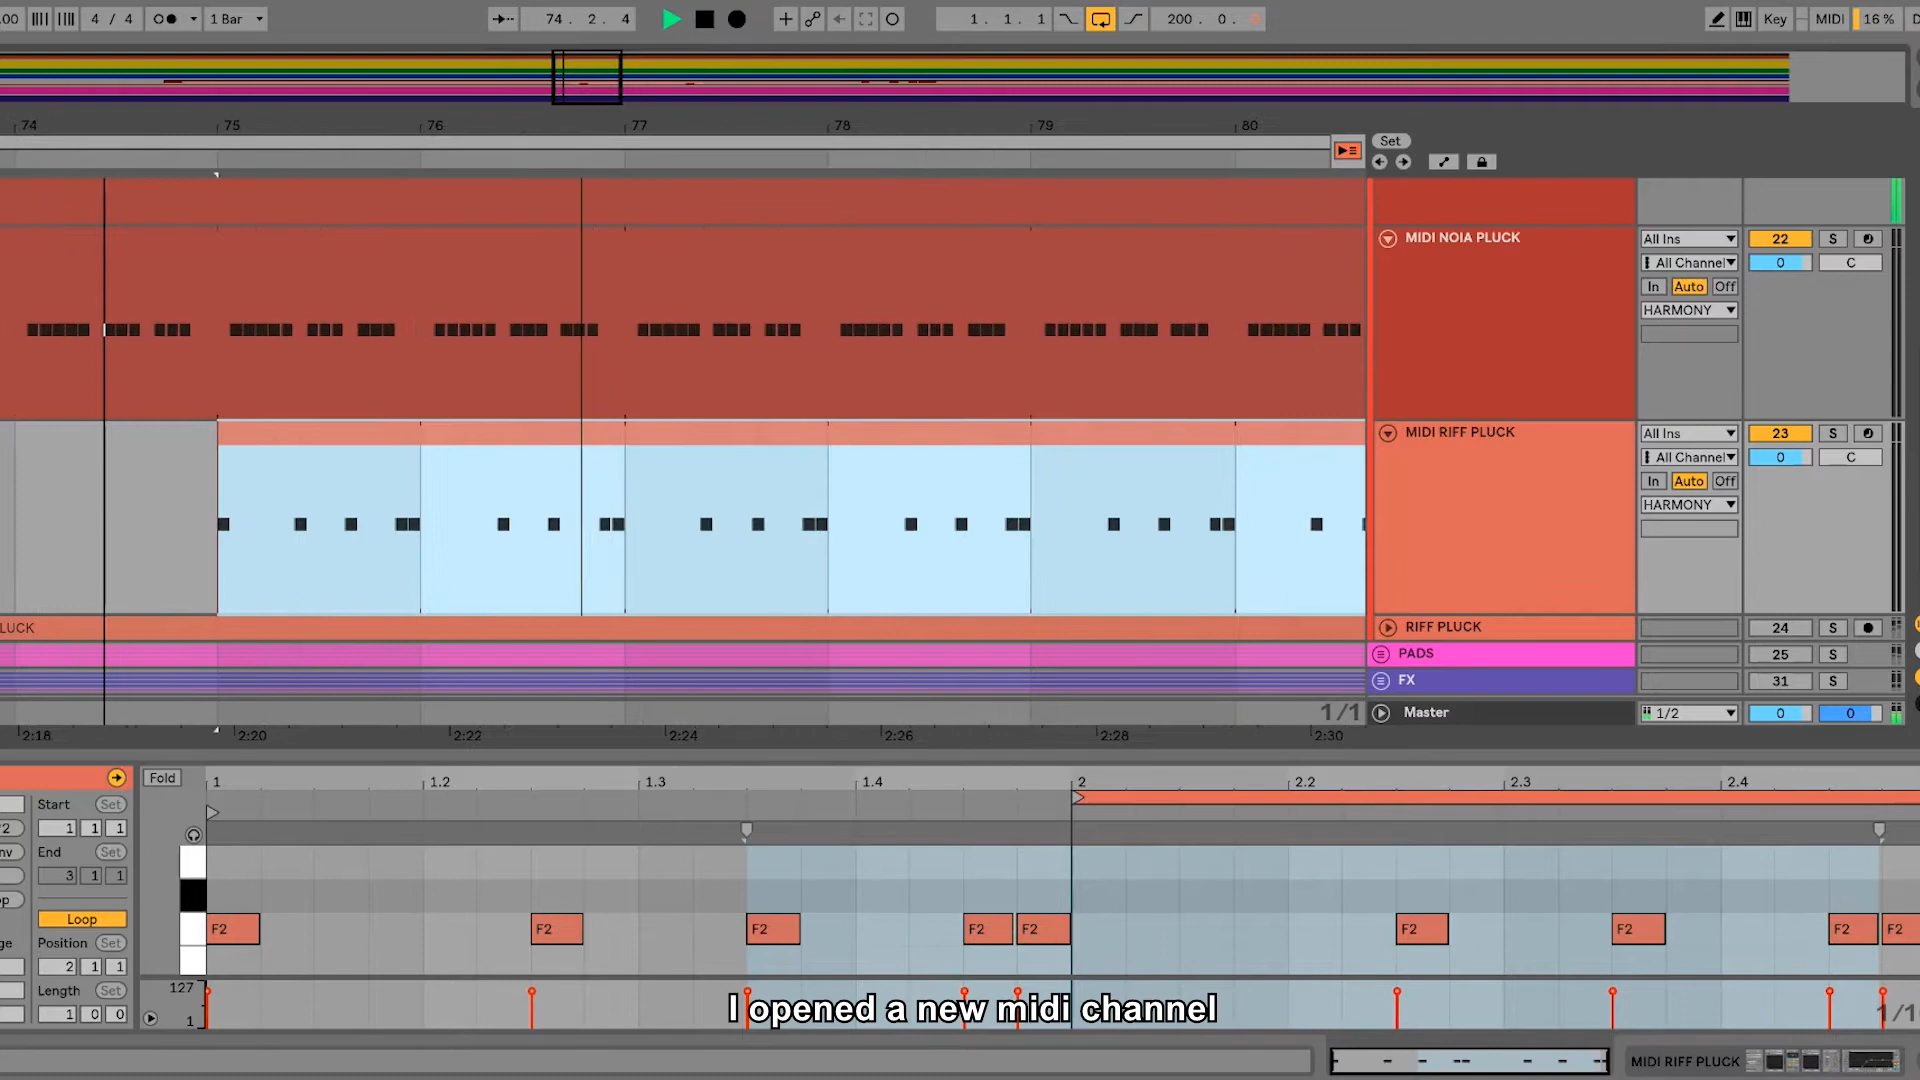 .00 4 / 4 1 Bar 74. 2. 4 1. 1. 1 200. 0. 0 Key MIDI 16 % D
74 75 76 77 78 79 80
Set
MIDI NOIA PLUCK All Ins 22 S
All Channel 0 C
In Auto Off
HARMONY
MIDI RIFF PLUCK All Ins 23 S
All Channel 0 C
In Auto Off
HARMONY
LUCK RIFF PLUCK 24 S
PADS 25 S
FX 31 S
1/1 Master 1/2 0 0
2:18 2:20 2:22 2:24 2:26 2:28 2:30
Fold 1 1.2 1.3 1.4 2 2.2 2.3 2.4
Start Set
1 1 1
End Set
3 1 1
F2 F2 F2 F2 F2 F2 F2 F2 F2
Loop
Position Set
2 1 1
Length Set 127
1 0 0 1
I opened a new midi channel
MIDI RIFF PLUCK